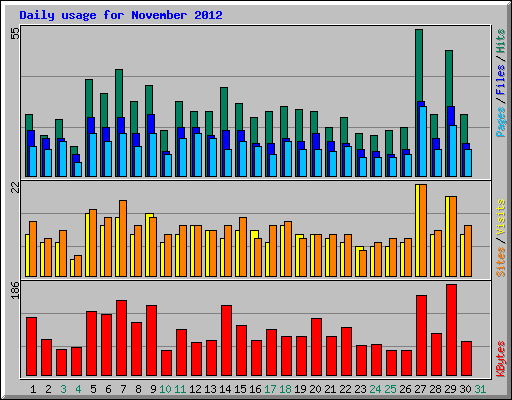 Daily usage for November 2012
55
Pages / Files / Hits
22
Sites / Visits
186
KBytes
1 2 3 4 5 6 7 8 9 10 11 12 13 14 15 16 17 18 19 20 21 22 23 24 25 26 27 28 29 30 31